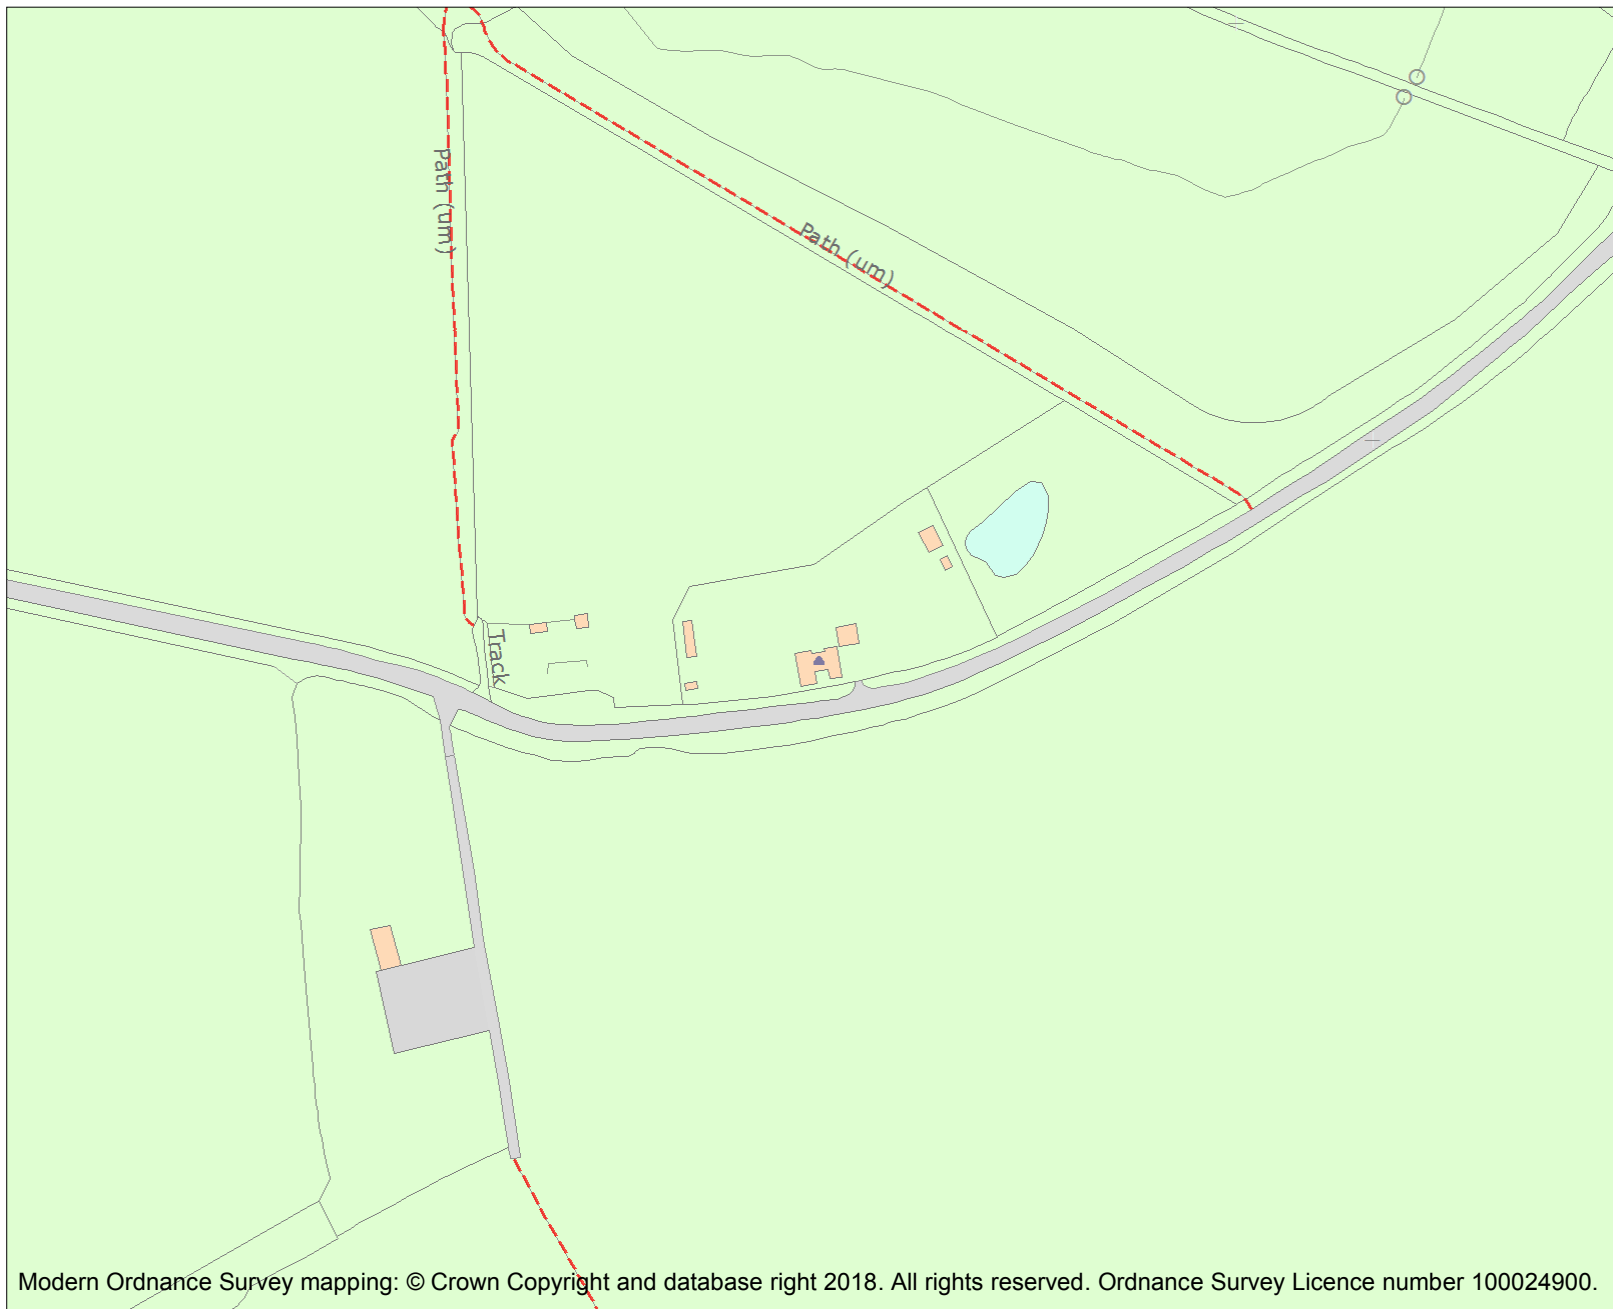 Path (um)
Path (um)
Track
Modern Ordnance Survey mapping: © Crown Copyright and database right 2018. All rights reserved. Ordnance Survey Licence number 100024900.